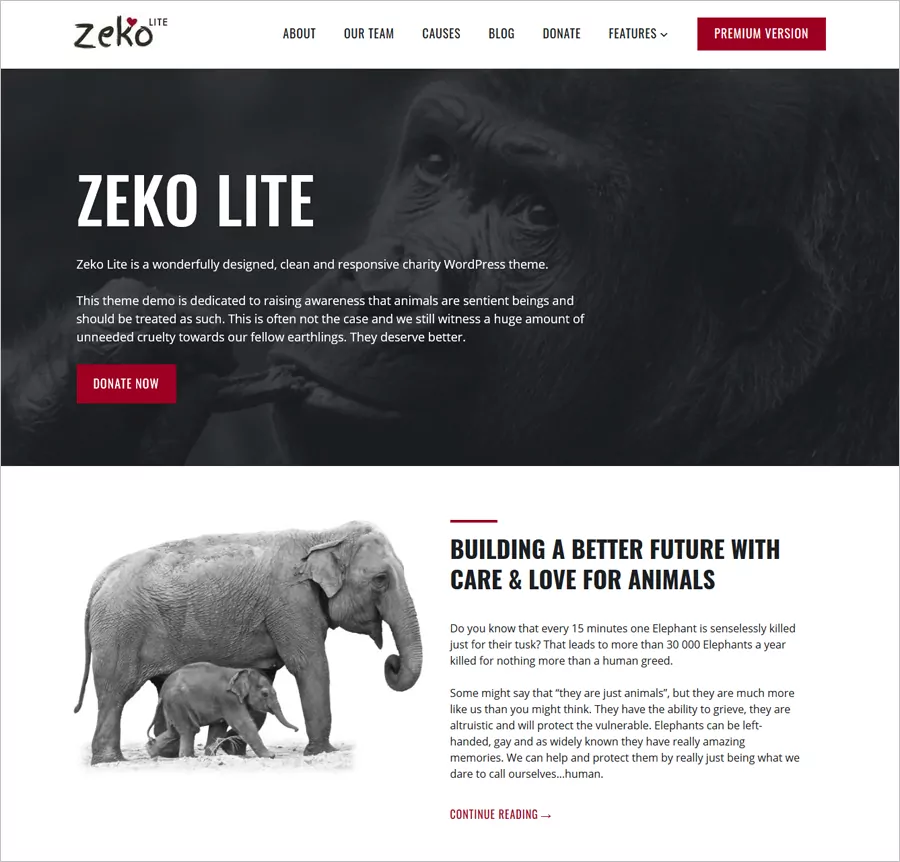 zeko LITE
ABOUT OUR TEAM CAUSES BLOG DONATE FEATURES PREMIUM VERSION
ZEKO LITE
Zeko Lite is a wonderfully designed, clean and responsive charity WordPress theme.
This theme demo is dedicated to raising awareness that animals are sentient beings and
should be treated as such. This is often not the case and we still witness a huge amount of
unneeded cruelty towards our fellow earthlings. They deserve better.
DONATE NOW
BUILDING A BETTER FUTURE WITH
CARE & LOVE FOR ANIMALS
Do you know that every 15 minutes one Elephant is senselessly killed
just for their tusk? That leads to more than 30 000 Elephants a year
killed for nothing more than a human greed.
Some might say that “they are just animals”, but they are much more
like us than you might think. They have the ability to grieve, they are
altruistic and will protect the vulnerable. Elephants can be left-
handed, gay and as widely known they have really amazing
memories. We can help and protect them by really just being what we
dare to call ourselves…human.
CONTINUE READING →